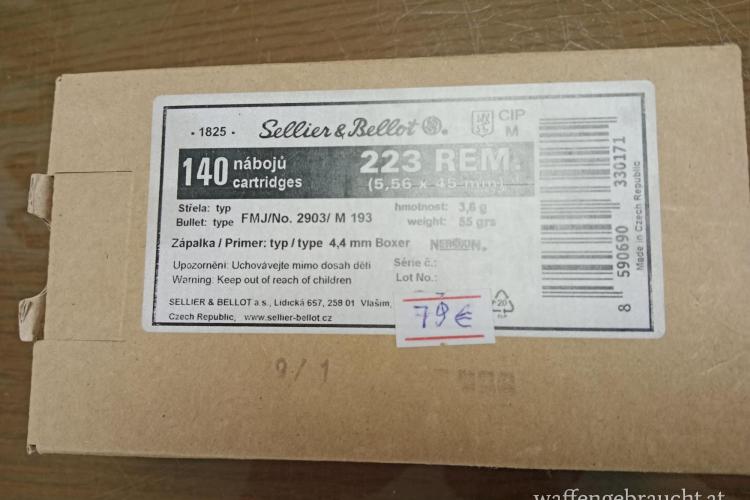 • 1825 • Sellier & Bellot S&B. CIP
M
140 nábojů
cartridges
223 REM.
(5,56 x 45 mm)
Střela: typ
Bullet: type FMJ/No. 2903/ M 193
hmotnost: 3,6 g
weight: 55 grs
Zápalka / Primer: typ / type 4,4 mm Boxer NEROXIN.
Upozornění: Uchovávejte mimo dosah dětí
Warning: Keep out of reach of children
Série č.:
Lot No.:
SELLIER & BELLOT a.s., Lidická 657, 258 01 Vlašim,
Czech Republic, www.sellier-bellot.cz
79 €
8 590690 330171
Made in Czech Republic
9/1
waffengebraucht.at